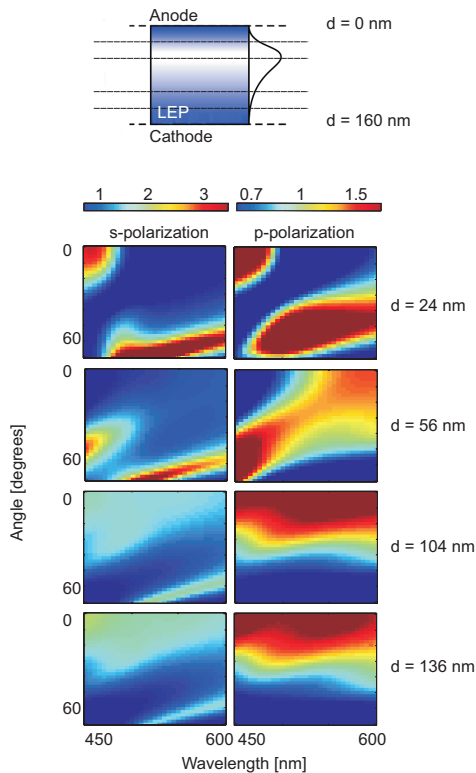 Anode
d = 0 nm
LEP
Cathode
d = 160 nm
1 2 3
0.7 1 1.5
s-polarization p-polarization
0
60
d = 24 nm
0
60
d = 56 nm
0
60
d = 104 nm
0
60
d = 136 nm
Angle [degrees]
450 600 450 600
Wavelength [nm]